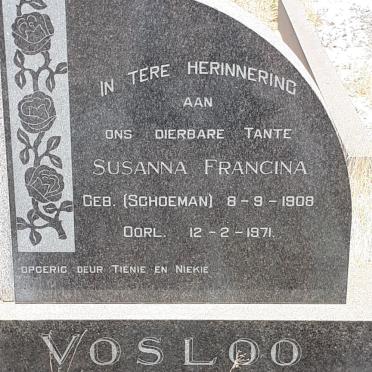 IN TERE HERINNERING
AAN
ONS DIERBARE TANTE
SUSANNA FRANCINA
GEB. (SCHOEMAN) 8-9-1908
OORL. 12-2-1971.
OPGERIG DEUR TIENIE EN NIEKIE
VOSLOO